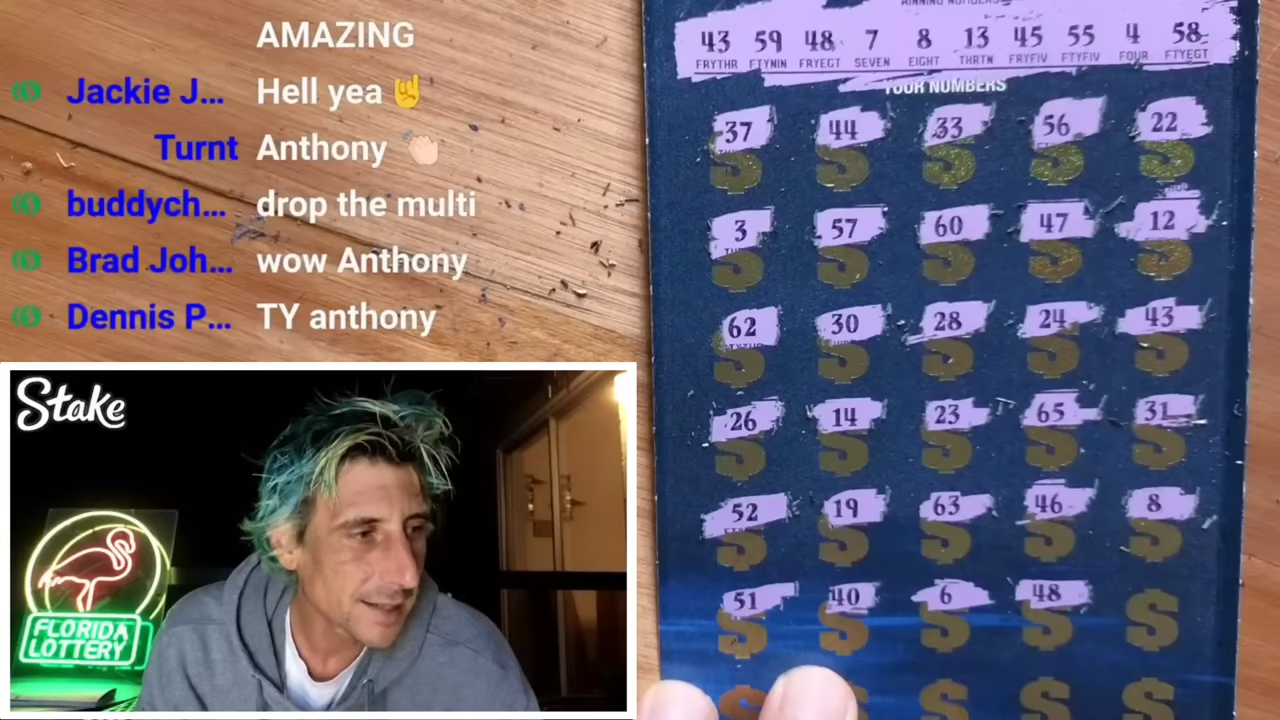 AMAZING
Jackie J... Hell yea🤘
Turnt Anthony 👏🏻
buddych... drop the multi
Brad Joh... wow Anthony
Dennis P... TY anthony
Stake
FLORIDA
LOTTERY
WINNING NUMBERS
43 59 48 7 8 13 45 55 4 58
FRYTHR FTYNIN FRYEGT SEVEN EIGHT THRTN FRYFIV FTYFIV FOUR FTYEGT
YOUR NUMBERS
37 44 33 56 22
$ $ $ $ $
3 57 60 47 12
$ $ $ $ $
62 30 28 24 43
$ $ $ $ $
26 14 23 65 31
$ $ $ $ $
52 19 63 46 8
$ $ $ $ $
51 40 6 48
$ $ $ $ $
$ $ $ $ $